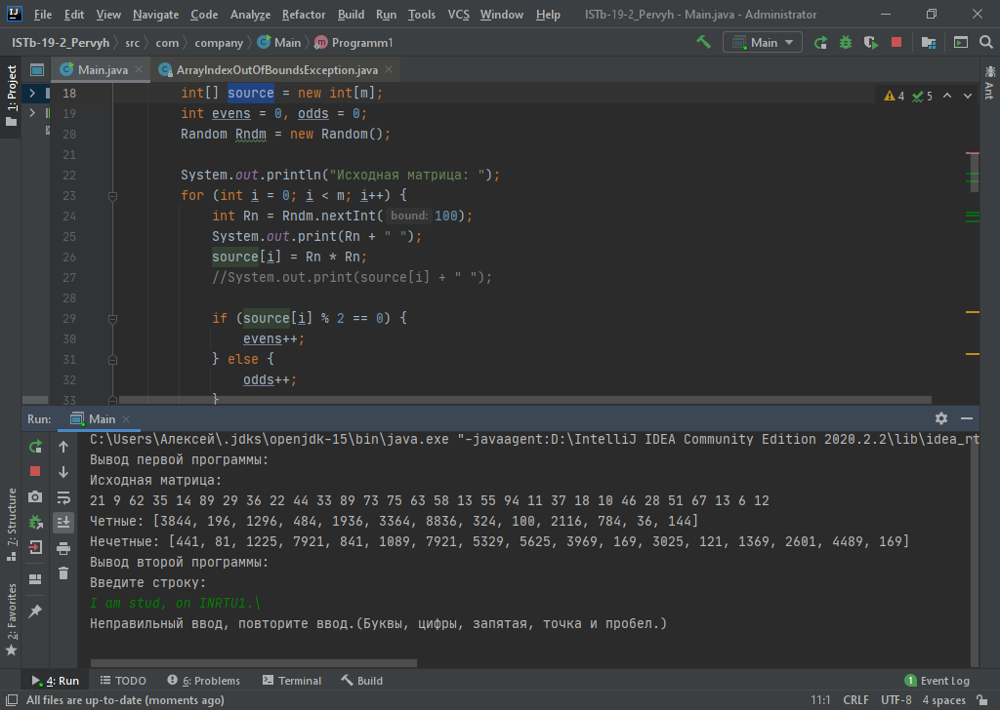 File Edit View Navigate Code Analyze Refactor Build Run Tools VCS Window Help ISTb-19-2_Pervyh - Main.java - Administrator
ISTb-19-2_Pervyh src com company Main Programm1 Main
1: Project
Main.java ArrayIndexOutOfBoundsException.java
Ant
4 5
18 int[] source = new int[m];
19 int evens = 0, odds = 0;
20 Random Rndm = new Random();
21
22 System.out.println("Исходная матрица: ");
23 for (int i = 0; i < m; i++) {
24 int Rn = Rndm.nextInt( bound: 100);
25 System.out.print(Rn + " ");
26 source[i] = Rn * Rn;
27 //System.out.print(source[i] + " ");
28
29 if (source[i] % 2 == 0) {
30 evens++;
31 } else {
32 odds++;
33 }
Run: Main
C:\Users\Алексей\.jdks\openjdk-15\bin\java.exe "-javaagent:D:\IntelliJ IDEA Community Edition 2020.2.2\lib\idea_rt
Вывод первой программы:
Исходная матрица:
21 9 62 35 14 89 29 36 22 44 33 89 73 75 63 58 13 55 94 11 37 18 10 46 28 51 67 13 6 12
Четные: [3844, 196, 1296, 484, 1936, 3364, 8836, 324, 100, 2116, 784, 36, 144]
Нечетные: [441, 81, 1225, 7921, 841, 1089, 7921, 5329, 5625, 3969, 169, 3025, 121, 1369, 2601, 4489, 169]
Вывод второй программы:
Введите строку:
I am stud, on INRTU1.\
Неправильный ввод, повторите ввод.(Буквы, цифры, запятая, точка и пробел.)
7: Structure
2: Favorites
4: Run TODO 6: Problems Terminal Build 1 Event Log
All files are up-to-date (moments ago) 11:1 CRLF UTF-8 4 spaces